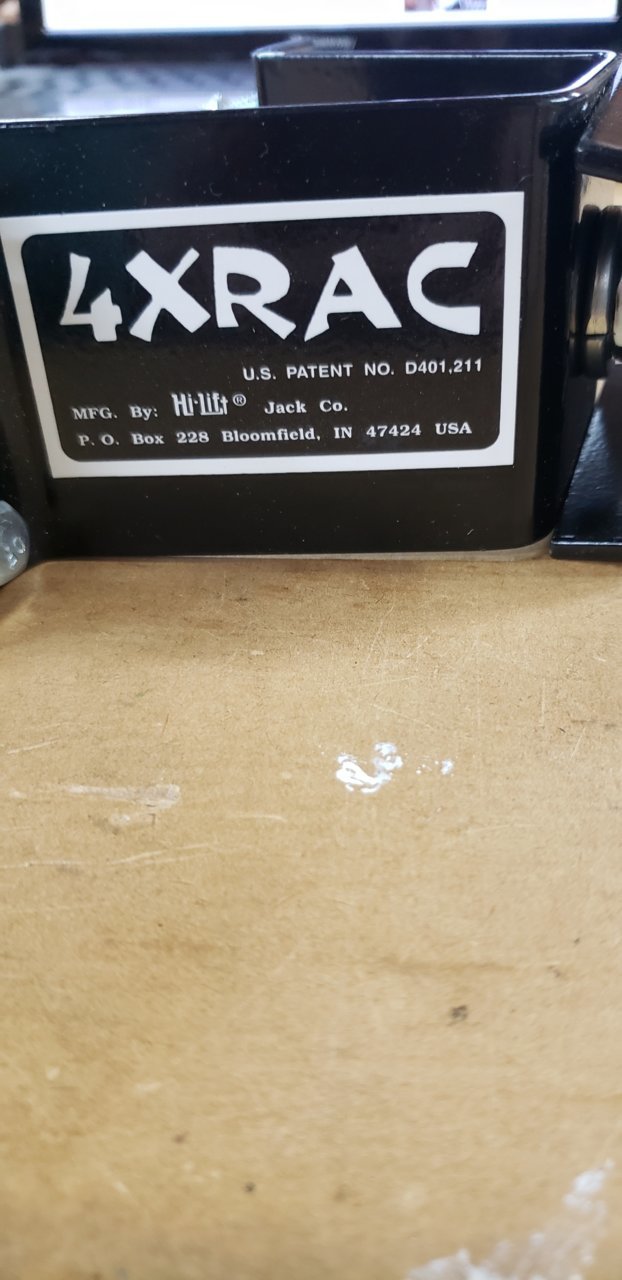 4XRAC
U.S. PATENT NO. D401,211
MFG. By: Hi-Lift® Jack Co.
P. O. Box 228 Bloomfield, IN 47424 USA